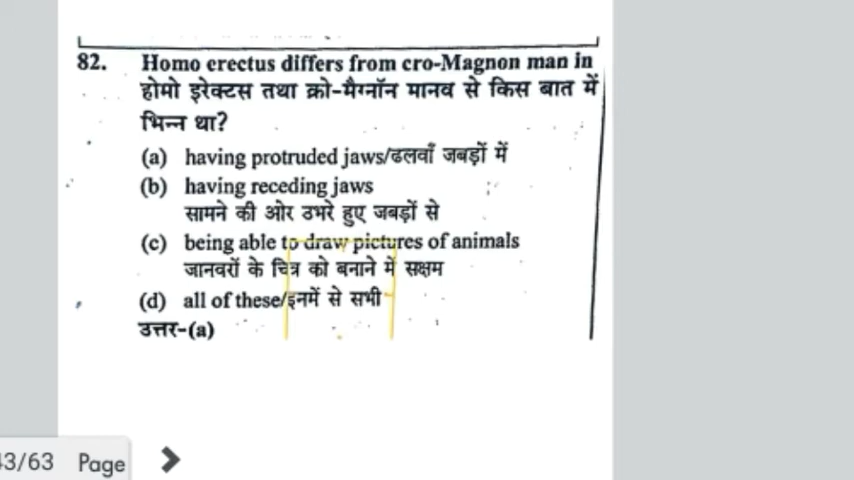 82. Homo erectus differs from cro-Magnon man in
होमो इरेक्टस तथा क्रो-मैग्नॉन मानव से किस बात में
भिन्न था?
(a) having protruded jaws/ढलवाँ जबड़ों में
(b) having receding jaws
सामने की ओर उभरे हुए जबड़ों से
(c) being able to draw pictures of animals
जानवरों के चित्र को बनाने में सक्षम
(d) all of these/इनमें से सभी
उत्तर-(a)
43/63 Page